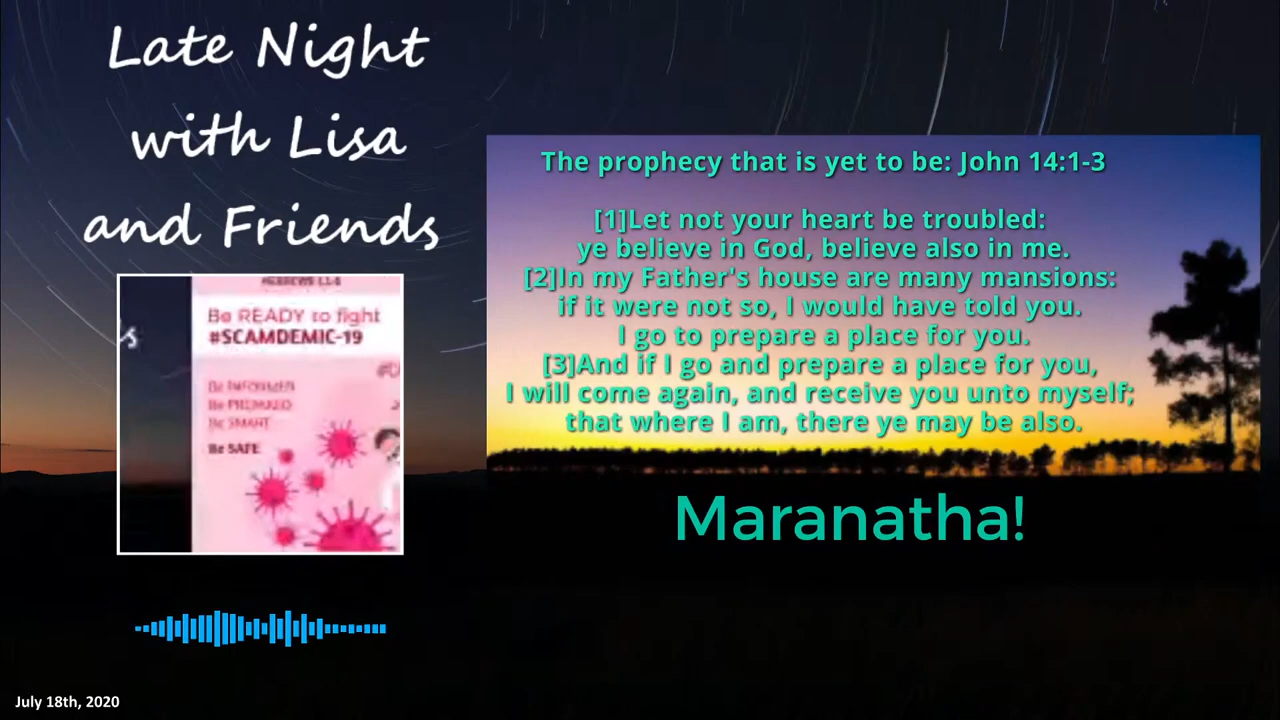 Late Night
with Lisa
and Friends
HEBREWS 11:6
Be READY to fight
#SCAMDEMIC-19
Be INFORMED
Be PREPARED
Be SMART
Be SAFE
The prophecy that is yet to be: John 14:1-3
[1]Let not your heart be troubled:
ye believe in God, believe also in me.
[2]In my Father's house are many mansions:
if it were not so, I would have told you.
I go to prepare a place for you.
[3]And if I go and prepare a place for you,
I will come again, and receive you unto myself;
that where I am, there ye may be also.
Maranatha!
July 18th, 2020